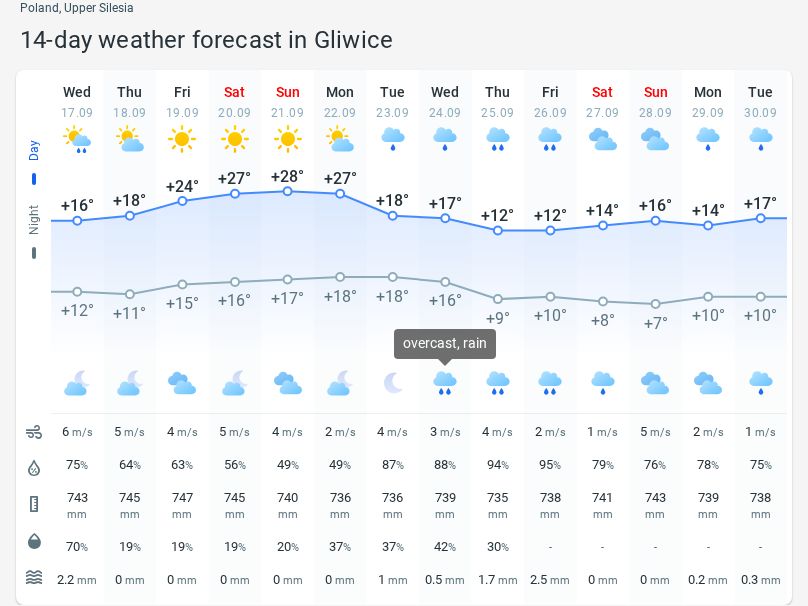 Poland, Upper Silesia
14-day weather forecast in Gliwice
Wed Thu Fri Sat Sun Mon Tue Wed Thu Fri Sat Sun Mon Tue
17.09 18.09 19.09 20.09 21.09 22.09 23.09 24.09 25.09 26.09 27.09 28.09 29.09 30.09
Day
+16° +18° +24° +27° +28° +27° +18° +17° +12° +12° +14° +16° +14° +17°
Night
+12° +11° +15° +16° +17° +18° +18° +16° +9° +10° +8° +7° +10° +10°
overcast, rain
6 m/s 5 m/s 4 m/s 5 m/s 4 m/s 2 m/s 4 m/s 3 m/s 4 m/s 2 m/s 1 m/s 5 m/s 2 m/s 1 m/s
75% 64% 63% 56% 49% 49% 87% 88% 94% 95% 79% 76% 78% 75%
743 745 747 745 740 736 736 739 735 738 741 743 739 738
mm mm mm mm mm mm mm mm mm mm mm mm mm mm
70% 19% 19% 19% 20% 37% 37% 42% 30% - - - - -
2.2 mm 0 mm 0 mm 0 mm 0 mm 0 mm 1 mm 0.5 mm 1.7 mm 2.5 mm 0 mm 0 mm 0.2 mm 0.3 mm